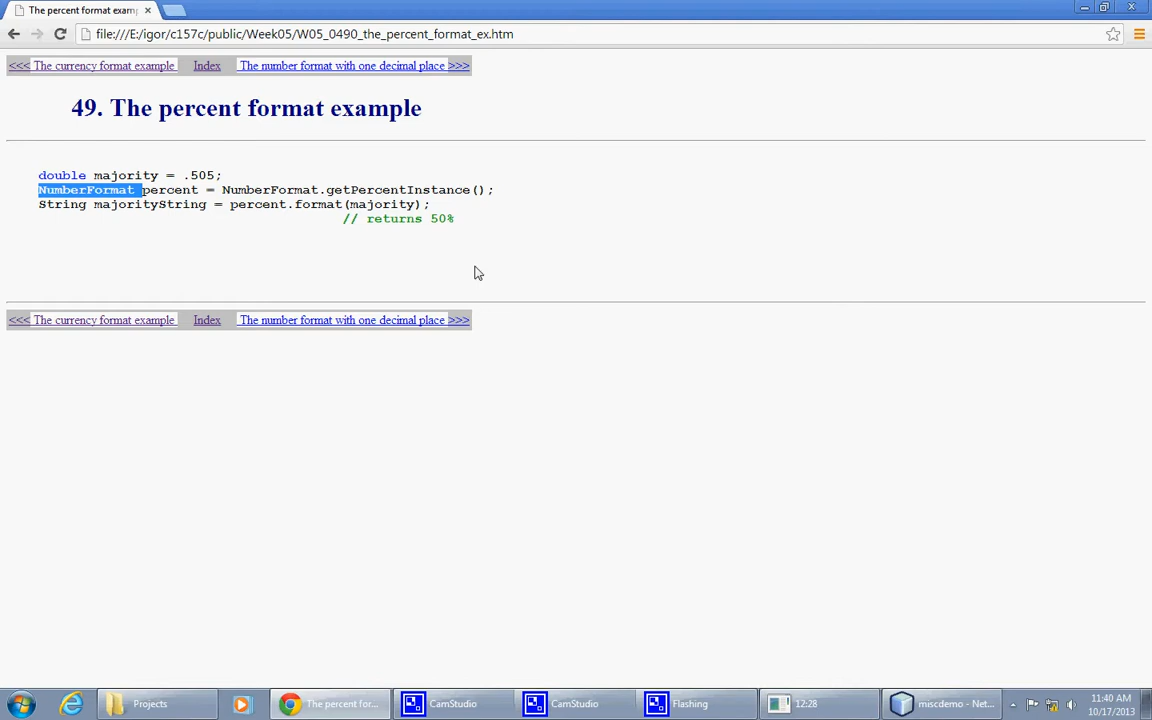 The percent format examp
file:///E:/igor/c157c/public/Week05/W05_0490_the_percent_format_ex.htm
<<< The currency format example Index The number format with one decimal place >>>
49. The percent format example
double majority = .505;
NumberFormat percent = NumberFormat.getPercentInstance();
String majorityString = percent.format(majority);
// returns 50%
<<< The currency format example Index The number format with one decimal place >>>
Projects The percent for... CamStudio CamStudio Flashing 12:28 miscdemo - Net... 11:40 AM
10/17/2013